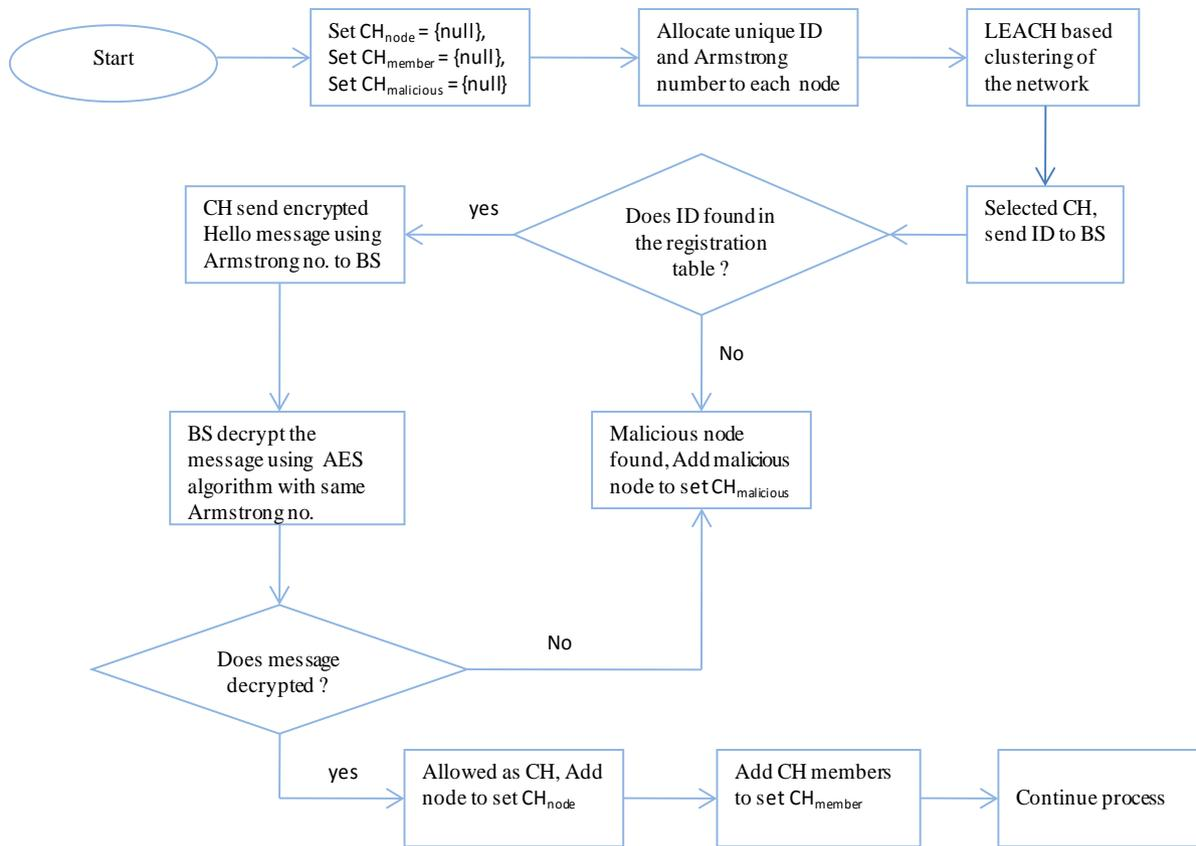 Start
Set CHnode = {null},
Set CHmember = {null},
Set CHmalicious = {null}
Allocate unique ID
and Armstrong
number to each node
LEACH based
clustering of
the network
Selected CH,
send ID to BS
Does ID found in
the registration
table ?
yes
CH send encrypted
Hello message using
Armstrong no. to BS
No
Malicious node
found, Add malicious
node to set CHmalicious
BS decrypt the
message using AES
algorithm with same
Armstrong no.
Does message
decrypted ?
No
yes
Allowed as CH, Add
node to set CHnode
Add CH members
to set CHmember
Continue process